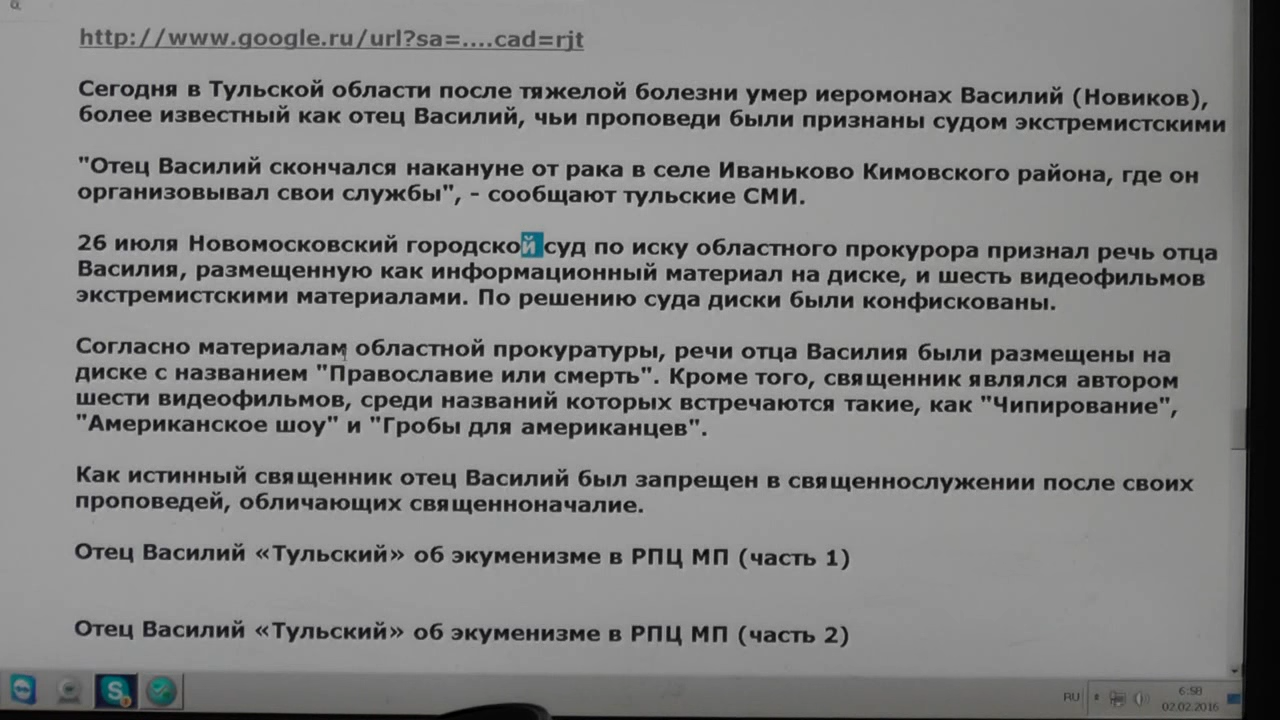 http://www.google.ru/url?sa=....cad=rjt
Сегодня в Тульской области после тяжелой болезни умер иеромонах Василий (Новиков),
более известный как отец Василий, чьи проповеди были признаны судом экстремистскими
"Отец Василий скончался накануне от рака в селе Иваньково Кимовского района, где он
организовывал свои службы", - сообщают тульские СМИ.
26 июля Новомосковский городской суд по иску областного прокурора признал речь отца
Василия, размещенную как информационный материал на диске, и шесть видеофильмов
экстремистскими материалами. По решению суда диски были конфискованы.
Согласно материалам областной прокуратуры, речи отца Василия были размещены на
диске с названием "Православие или смерть". Кроме того, священник являлся автором
шести видеофильмов, среди названий которых встречаются такие, как "Чипирование",
"Американское шоу" и "Гробы для американцев".
Как истинный священник отец Василий был запрещен в священнослужении после своих
проповедей, обличающих священноначалие.
Отец Василий «Тульский» об экуменизме в РПЦ МП (часть 1)
Отец Василий «Тульский» об экуменизме в РПЦ МП (часть 2)
RU
6:58
02.02.2016